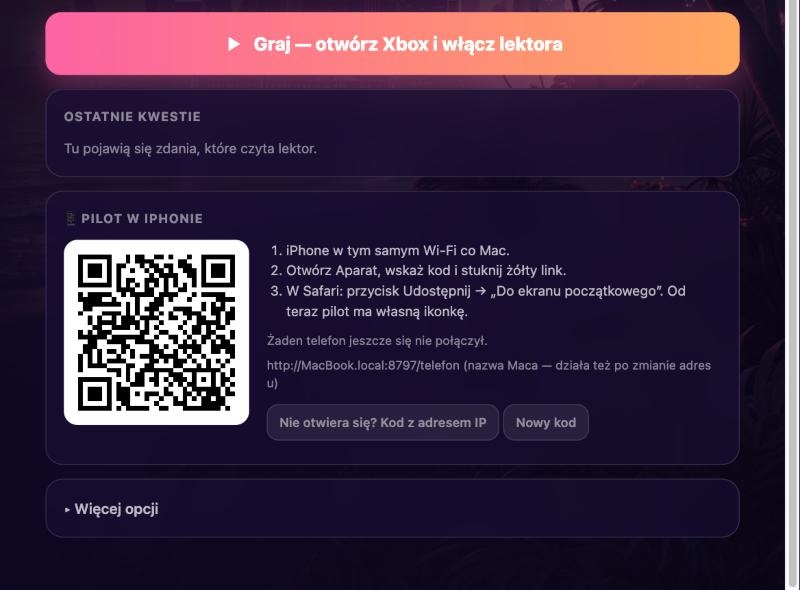 Graj — otwórz Xbox i włącz lektora
OSTATNIE KWESTIE
Tu pojawią się zdania, które czyta lektor.
PILOT W IPHONIE
1. iPhone w tym samym Wi-Fi co Mac.
2. Otwórz Aparat, wskaż kod i stuknij żółty link.
3. W Safari: przycisk Udostępnij → „Do ekranu początkowego”. Od
teraz pilot ma własną ikonkę.
Żaden telefon jeszcze się nie połączył.
http://MacBook.local:8797/telefon (nazwa Maca — działa też po zmianie adres
u)
Nie otwiera się? Kod z adresem IP
Nowy kod
Więcej opcji